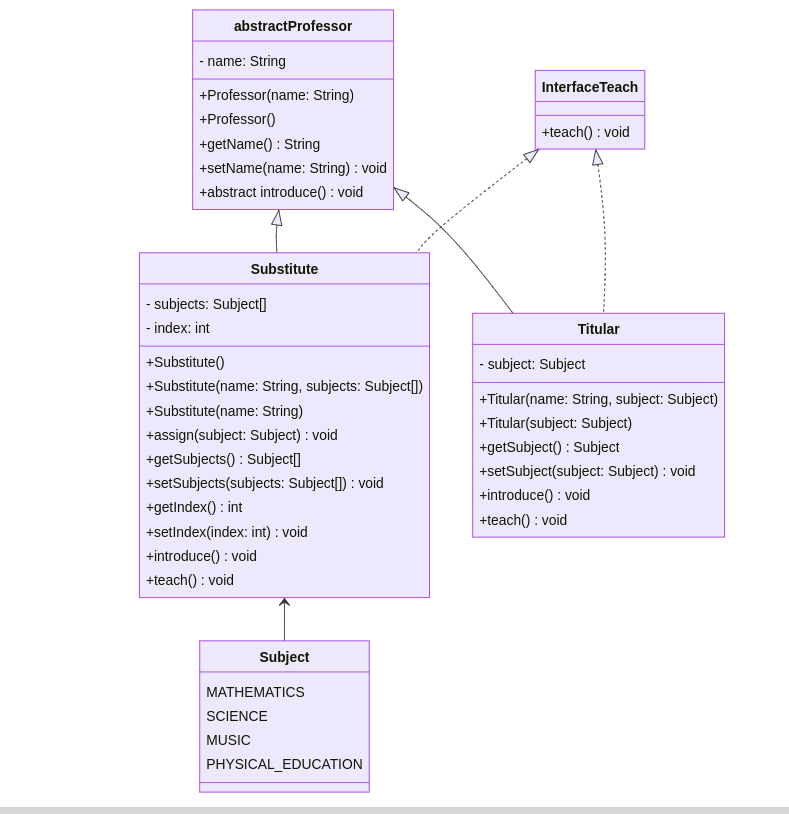 abstractProfessor
- name: String
+Professor(name: String)
+Professor()
+getName() : String
+setName(name: String) : void
+abstract introduce() : void
InterfaceTeach
+teach() : void
Substitute
- subjects: Subject[]
- index: int
+Substitute()
+Substitute(name: String, subjects: Subject[])
+Substitute(name: String)
+assign(subject: Subject) : void
+getSubjects() : Subject[]
+setSubjects(subjects: Subject[]) : void
+getIndex() : int
+setIndex(index: int) : void
+introduce() : void
+teach() : void
Titular
- subject: Subject
+Titular(name: String, subject: Subject)
+Titular(subject: Subject)
+getSubject() : Subject
+setSubject(subject: Subject) : void
+introduce() : void
+teach() : void
Subject
MATHEMATICS
SCIENCE
MUSIC
PHYSICAL_EDUCATION